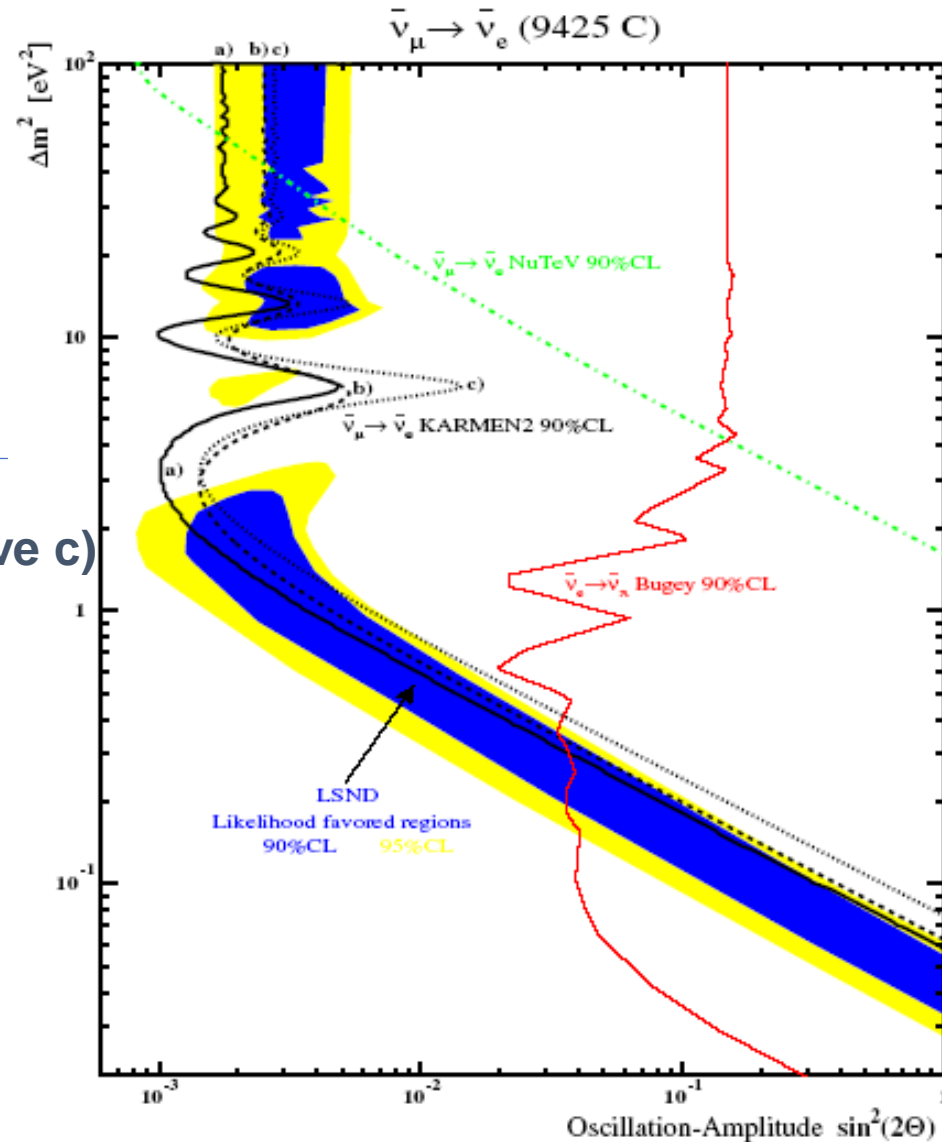 ν̄μ → ν̄e (9425 C)
a) b) c)
Δm² [eV²]
10²
ν̄μ → ν̄e NuTeV 90%CL
10
b)
c)
ν̄μ → ν̄e KARMEN2 90%CL
a)
ve c)
ν̄e → ν̄x Bugey 90%CL
1
LSND
Likelihood favored regions
90%CL 95%CL
10⁻¹
10⁻³ 10⁻² 10⁻¹
Oscillation-Amplitude sin²(2Θ)